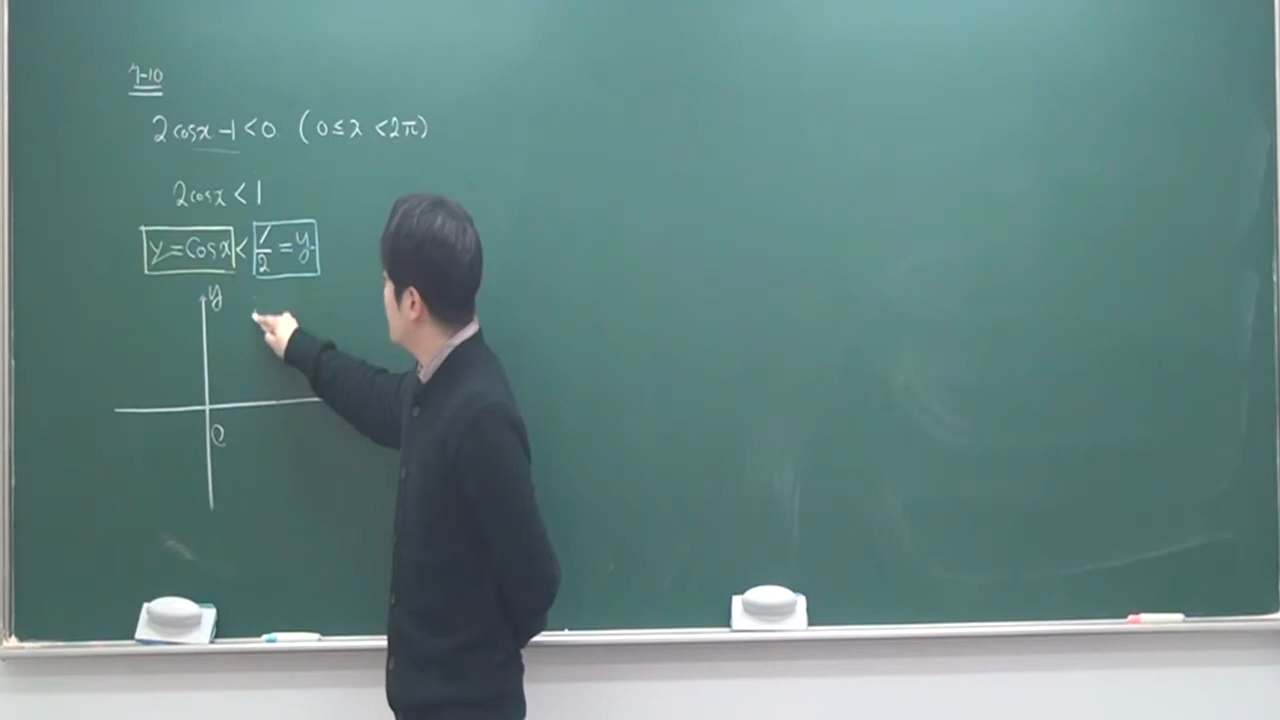 7-10
2cosx-1<0 (0≤x<2π)
2cosx<1
y=cosx<1/2=y
y
O